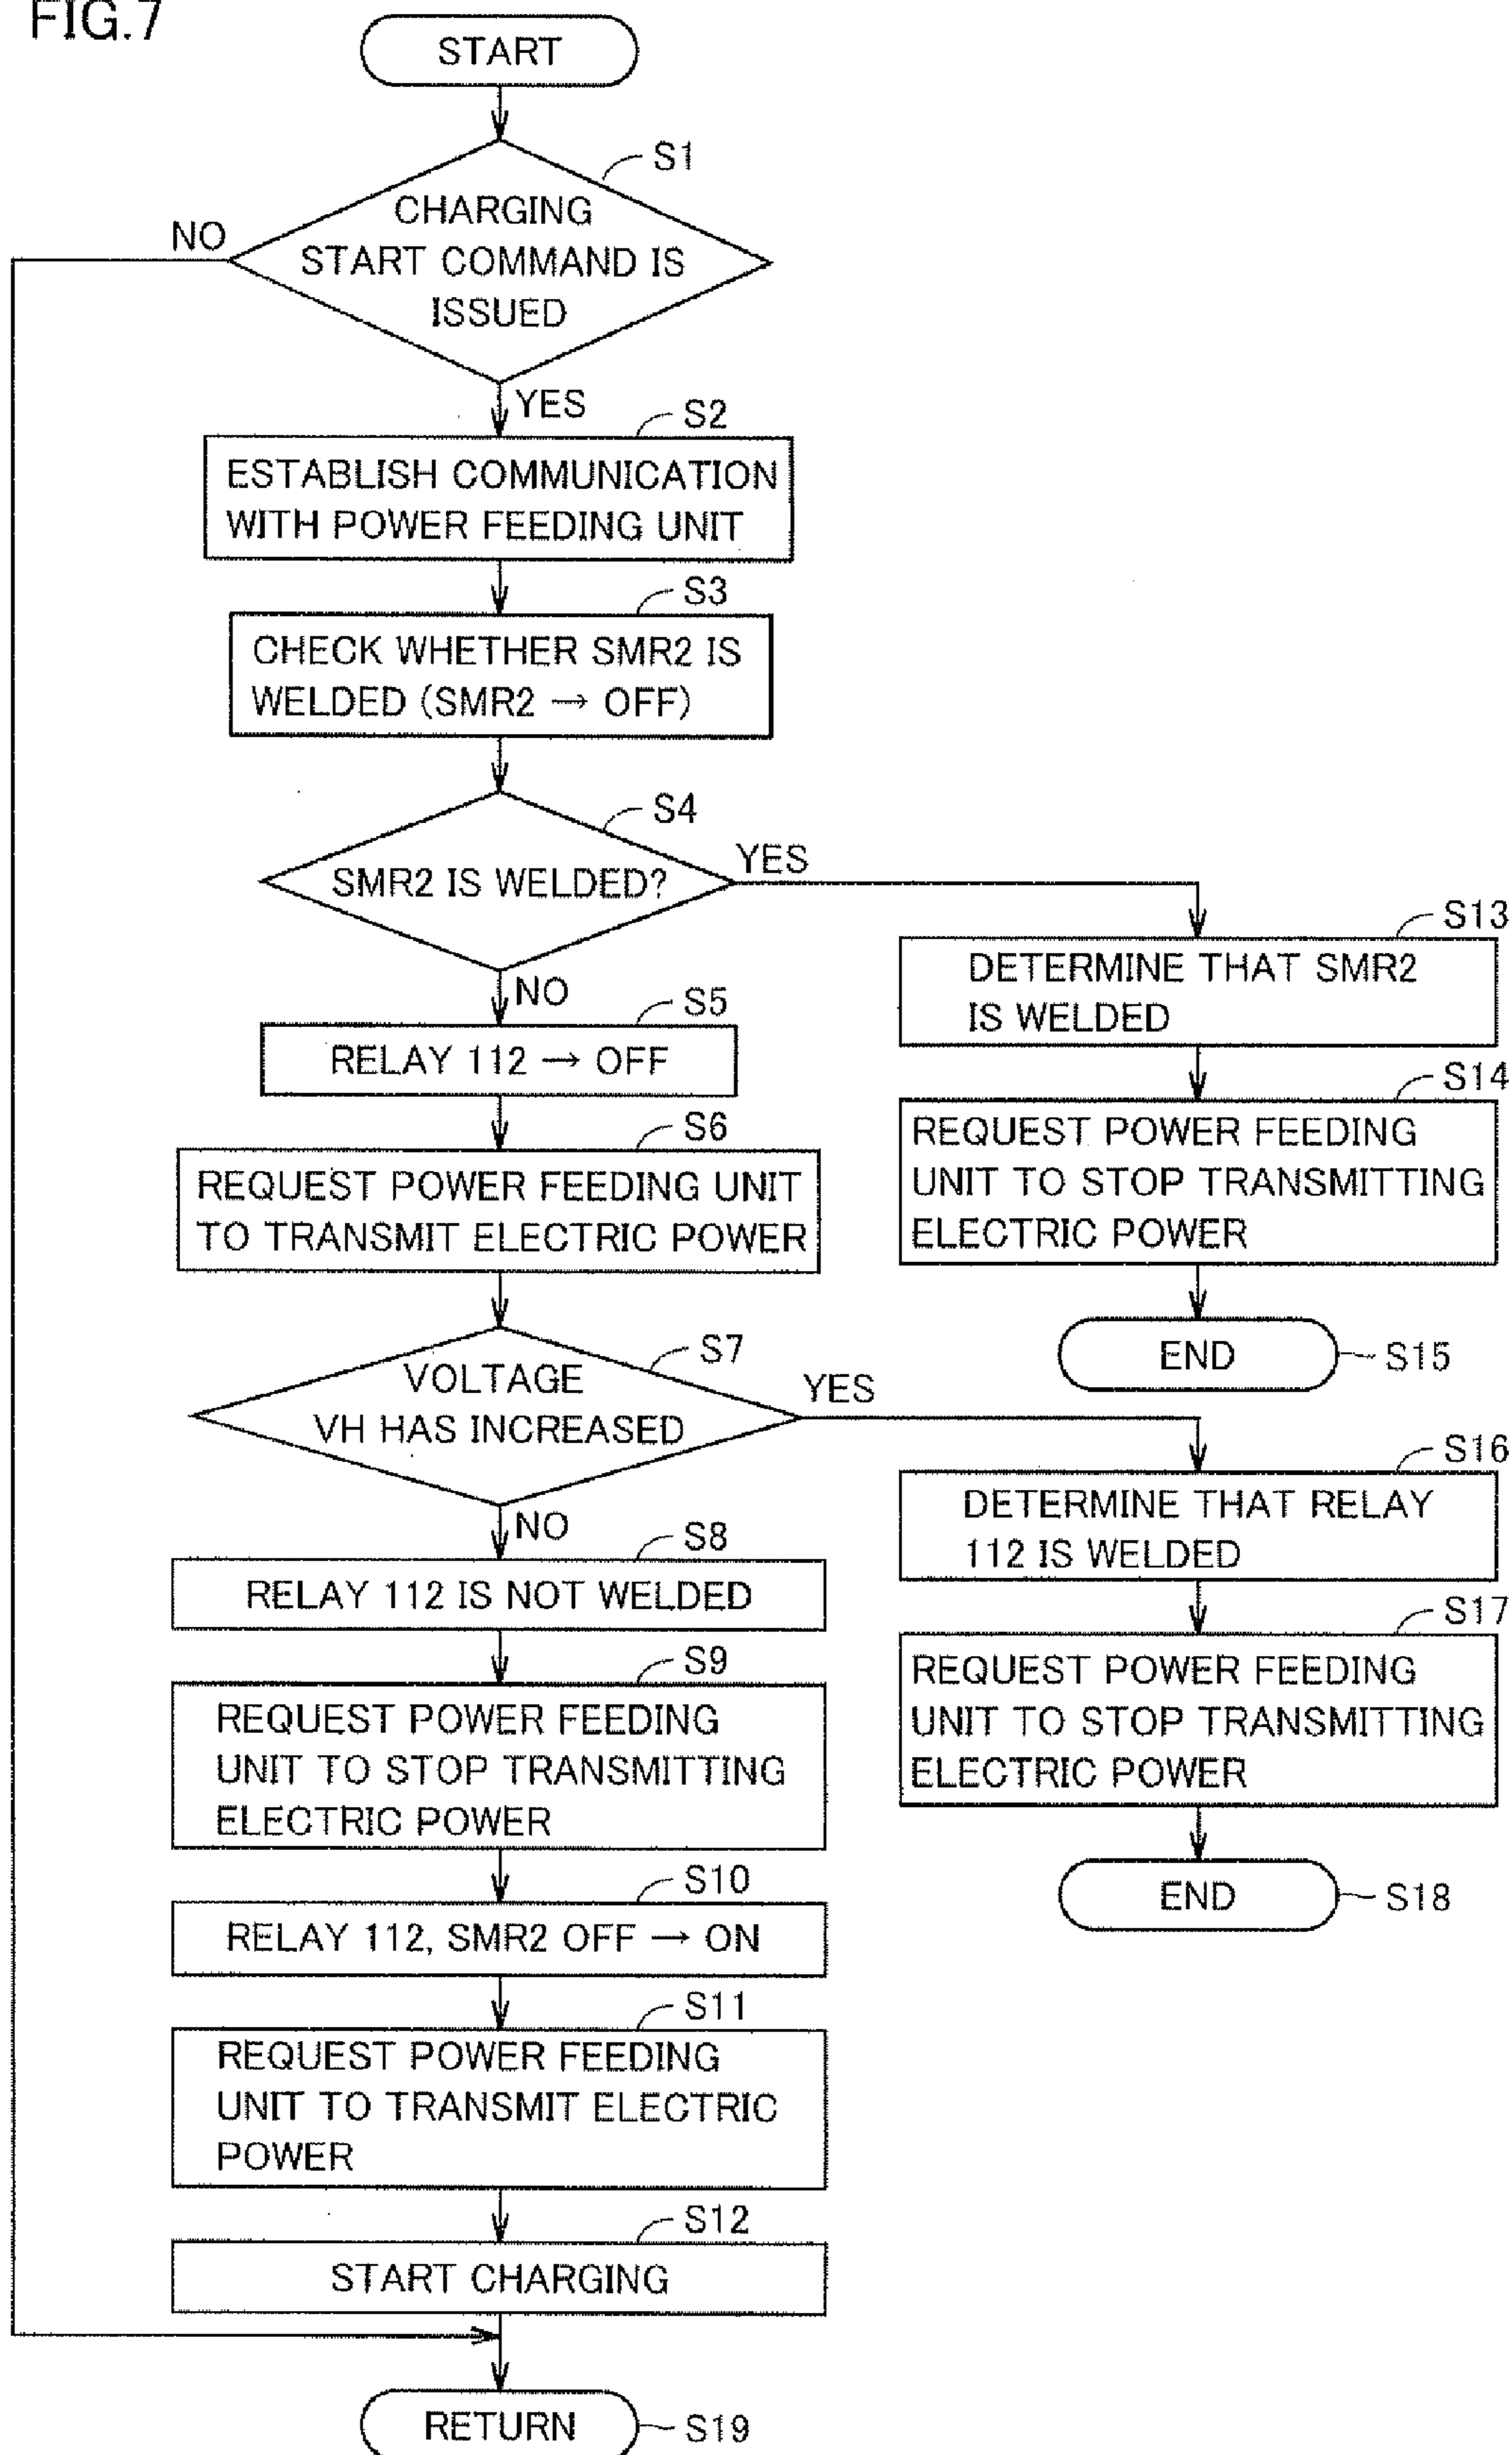 FIG.7
START
S1
CHARGING
START COMMAND IS
ISSUED
NO
YES
S2
ESTABLISH COMMUNICATION
WITH POWER FEEDING UNIT
S3
CHECK WHETHER SMR2 IS
WELDED (SMR2 → OFF)
S4
SMR2 IS WELDED?
YES
NO
S5
RELAY 112 → OFF
S6
REQUEST POWER FEEDING UNIT
TO TRANSMIT ELECTRIC POWER
S7
VOLTAGE
VH HAS INCREASED
YES
NO
S8
RELAY 112 IS NOT WELDED
S9
REQUEST POWER FEEDING
UNIT TO STOP TRANSMITTING
ELECTRIC POWER
S10
RELAY 112, SMR2 OFF → ON
S11
REQUEST POWER FEEDING
UNIT TO TRANSMIT ELECTRIC
POWER
S12
START CHARGING
RETURN
S19
S13
DETERMINE THAT SMR2
IS WELDED
S14
REQUEST POWER FEEDING
UNIT TO STOP TRANSMITTING
ELECTRIC POWER
END
S15
S16
DETERMINE THAT RELAY
112 IS WELDED
S17
REQUEST POWER FEEDING
UNIT TO STOP TRANSMITTING
ELECTRIC POWER
END
S18